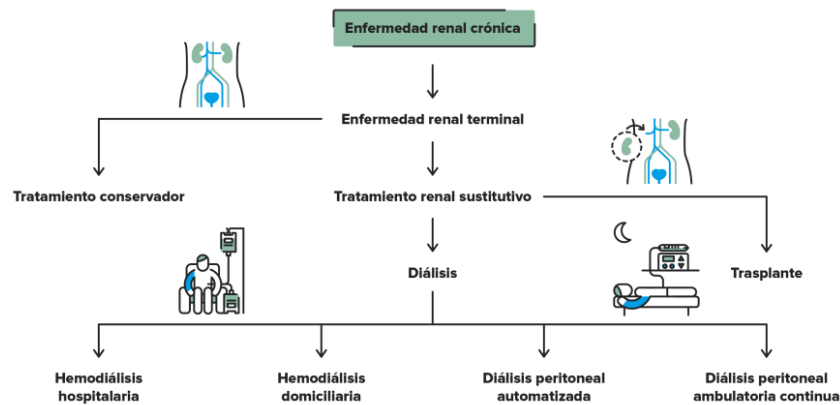 Enfermedad renal crónica
Enfermedad renal terminal
Tratamiento conservador
Tratamiento renal sustitutivo
Diálisis
Trasplante
Hemodiálisis
hospitalaria
Hemodiálisis
domiciliaria
Diálisis peritoneal
automatizada
Diálisis peritoneal
ambulatoria continua